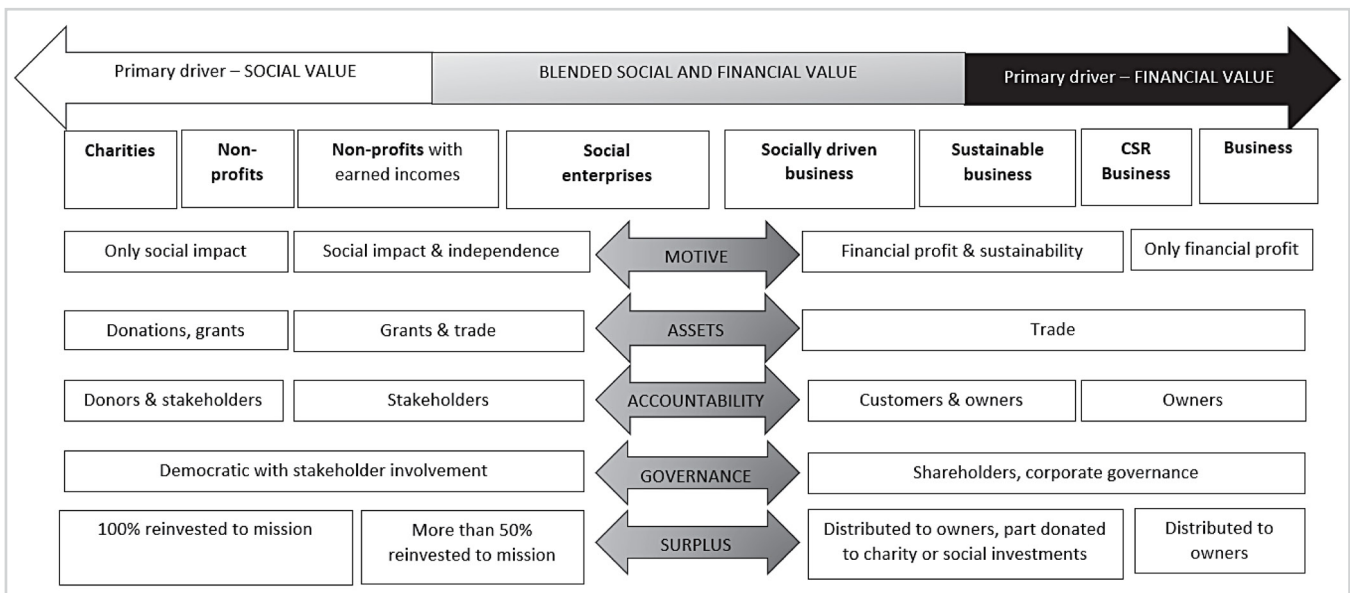 Primary driver – SOCIAL VALUE
BLENDED SOCIAL AND FINANCIAL VALUE
Primary driver – FINANCIAL VALUE
Charities
Non-
profits
Non-profits with
earned incomes
Social
enterprises
Socially driven
business
Sustainable
business
CSR
Business
Business
Only social impact
Social impact & independence
MOTIVE
Financial profit & sustainability
Only financial profit
Donations, grants
Grants & trade
ASSETS
Trade
Donors & stakeholders
Stakeholders
ACCOUNTABILITY
Customers & owners
Owners
Democratic with stakeholder involvement
GOVERNANCE
Shareholders, corporate governance
100% reinvested to mission
More than 50%
reinvested to mission
SURPLUS
Distributed to owners, part donated
to charity or social investments
Distributed to
owners